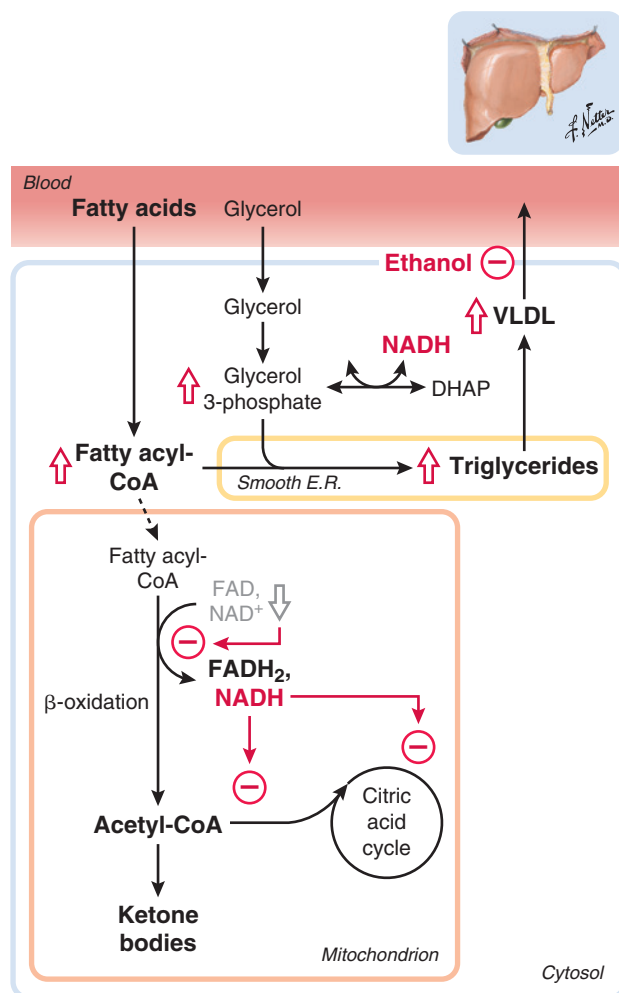 F. Netter
M.D.
Blood
Fatty acids
Glycerol
Ethanol −
Glycerol
VLDL
NADH
Glycerol
3-phosphate
DHAP
Fatty acyl-
CoA
Triglycerides
Smooth E.R.
Fatty acyl-
CoA
FAD,
NAD⁺
−
FADH₂,
NADH
β-oxidation
−
−
Acetyl-CoA
Citric
acid
cycle
Ketone
bodies
Mitochondrion
Cytosol